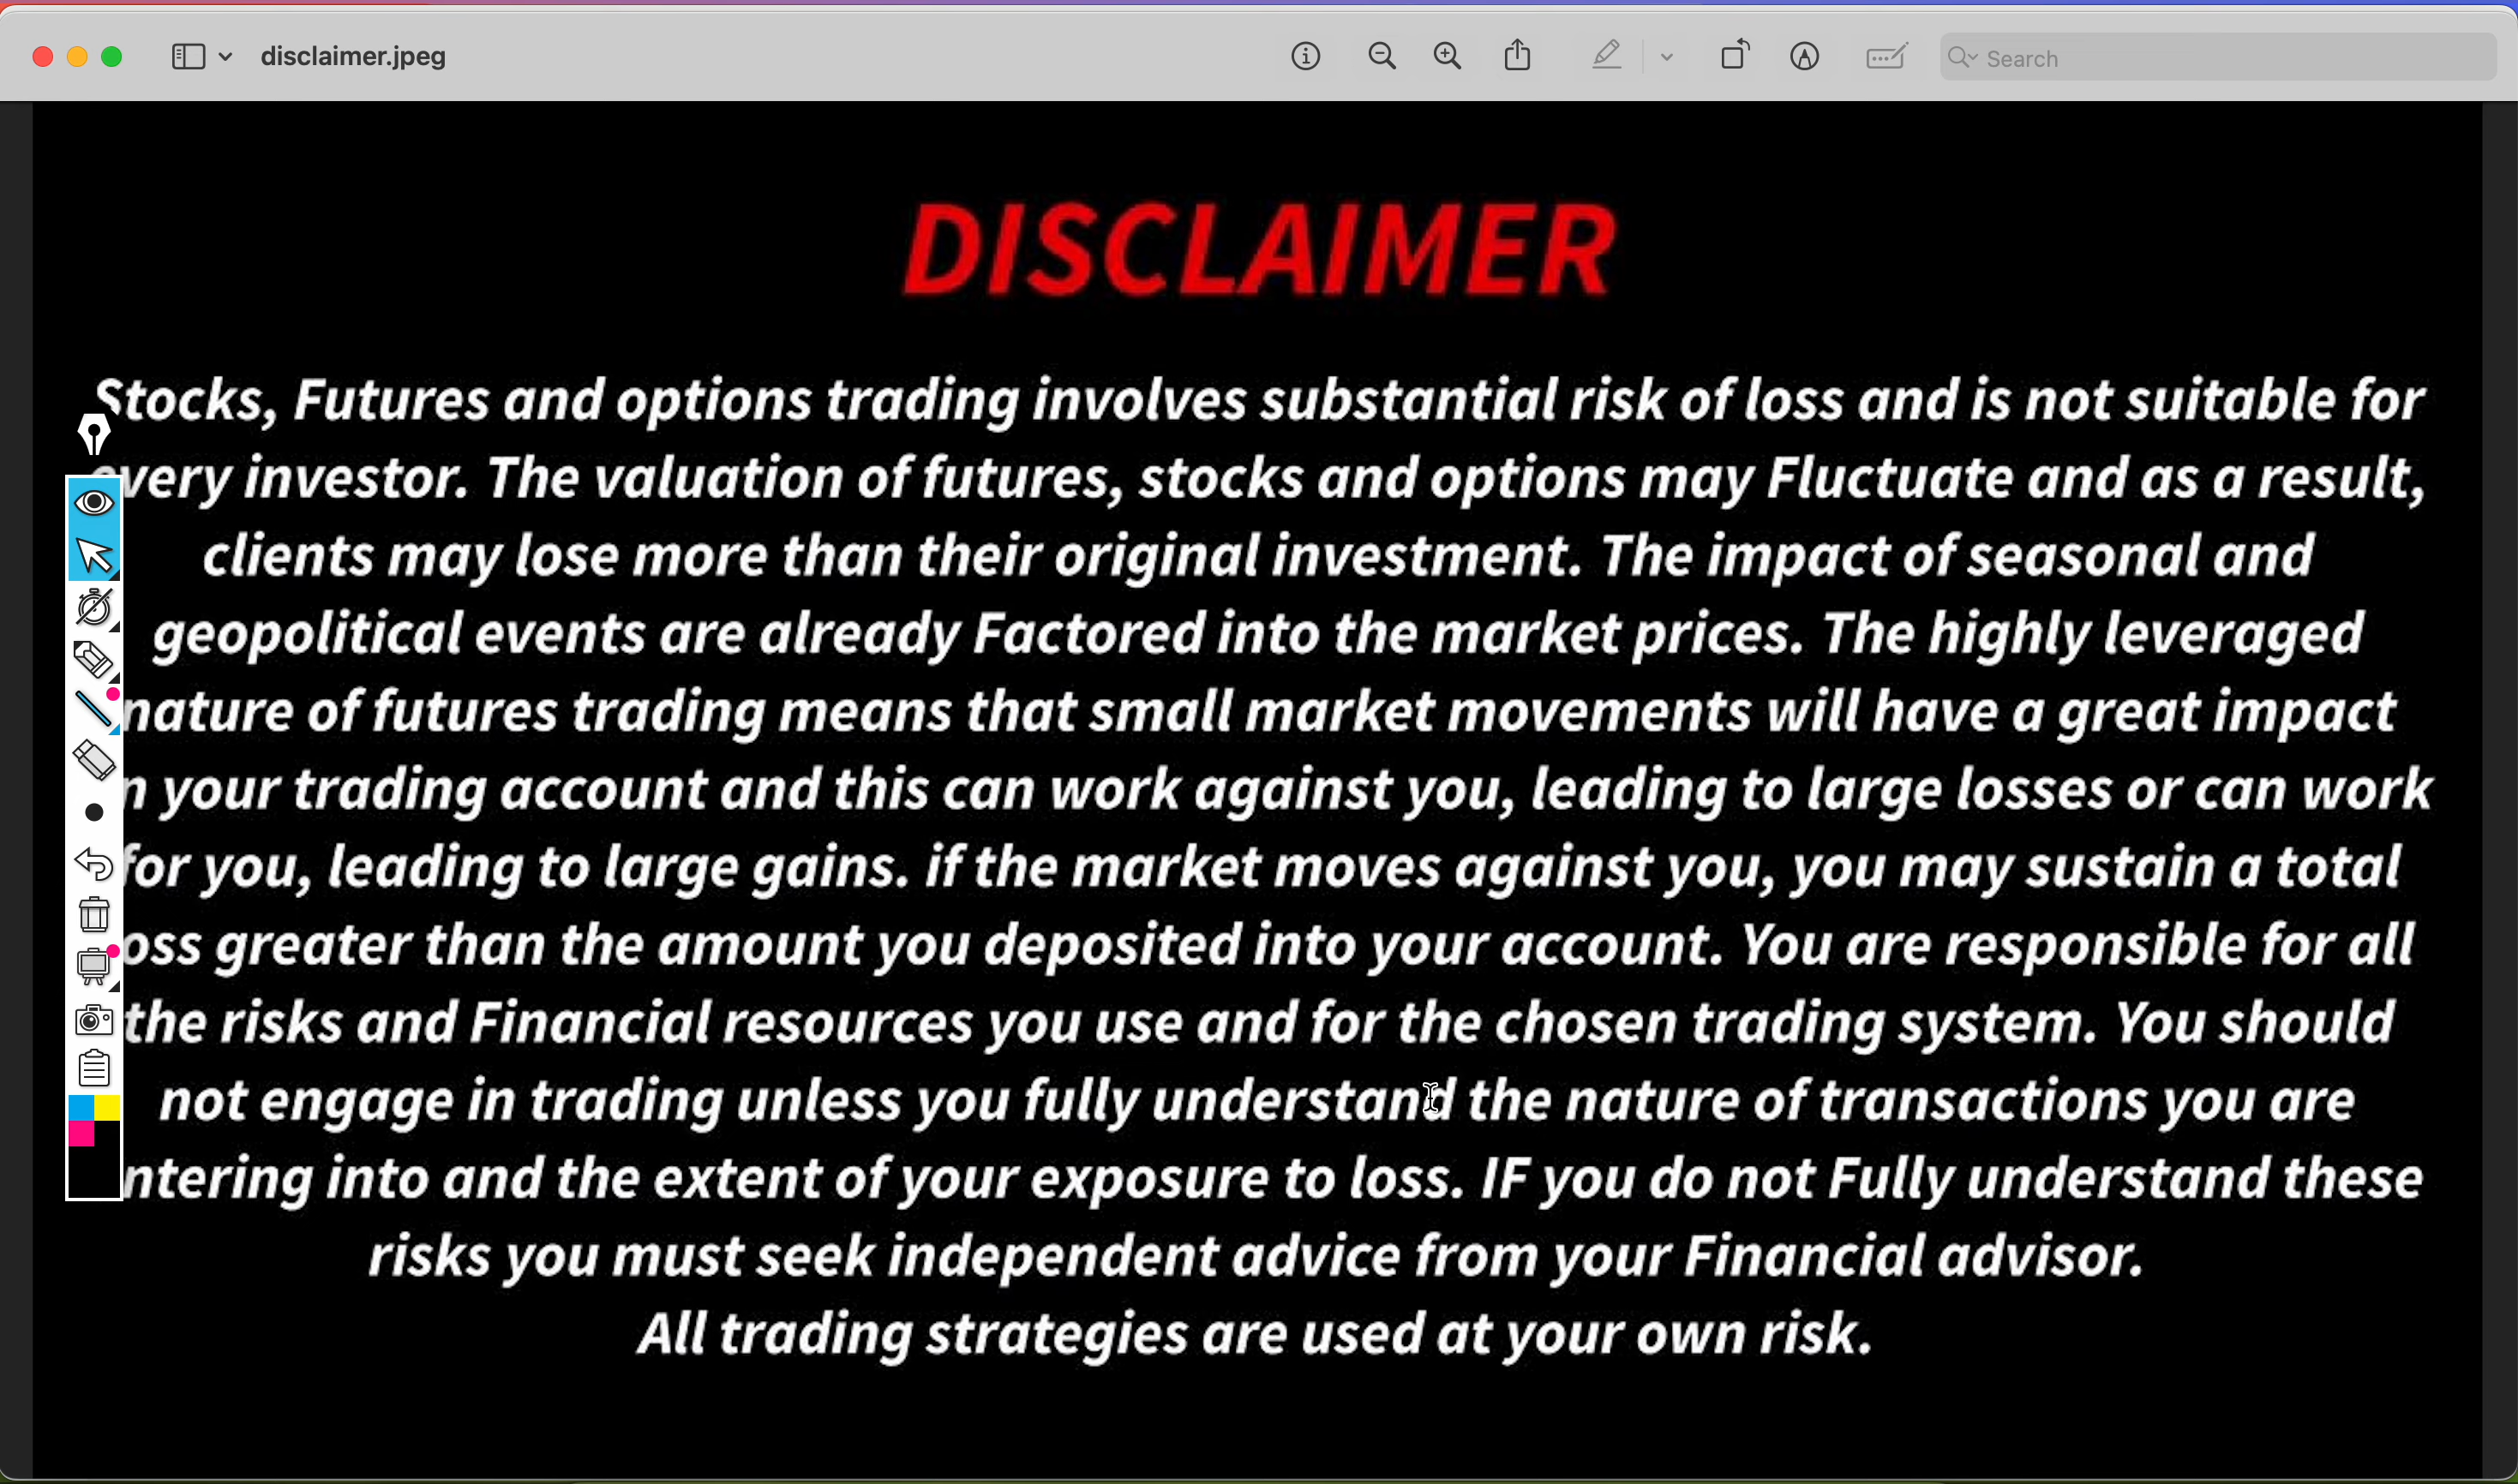 disclaimer.jpeg
Search
DISCLAIMER
Stocks, Futures and options trading involves substantial risk of loss and is not suitable for
every investor. The valuation of futures, stocks and options may Fluctuate and as a result,
clients may lose more than their original investment. The impact of seasonal and
geopolitical events are already Factored into the market prices. The highly leveraged
nature of futures trading means that small market movements will have a great impact
n your trading account and this can work against you, leading to large losses or can work
for you, leading to large gains. if the market moves against you, you may sustain a total
oss greater than the amount you deposited into your account. You are responsible for all
the risks and Financial resources you use and for the chosen trading system. You should
not engage in trading unless you fully understand the nature of transactions you are
ntering into and the extent of your exposure to loss. IF you do not Fully understand these
risks you must seek independent advice from your Financial advisor.
All trading strategies are used at your own risk.